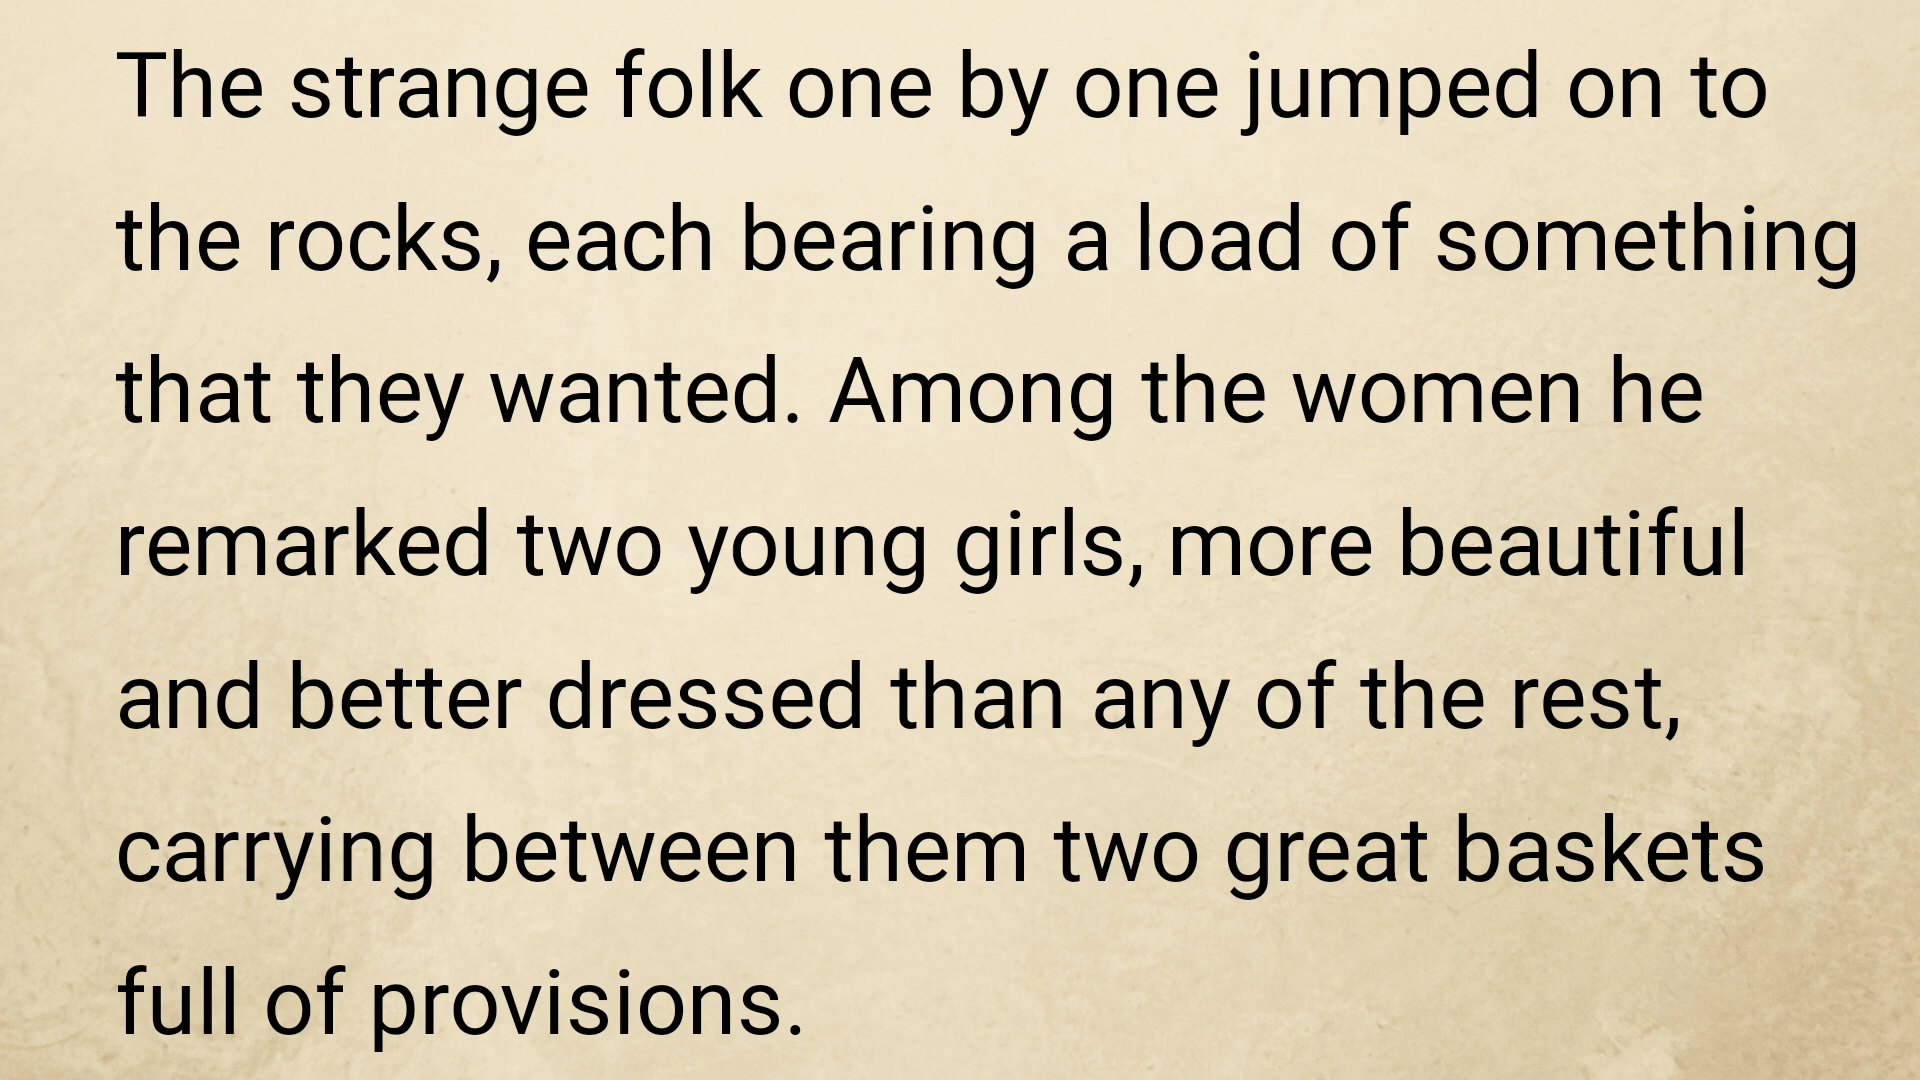 The strange folk one by one jumped on to
the rocks, each bearing a load of something
that they wanted. Among the women he
remarked two young girls, more beautiful
and better dressed than any of the rest,
carrying between them two great baskets
full of provisions.